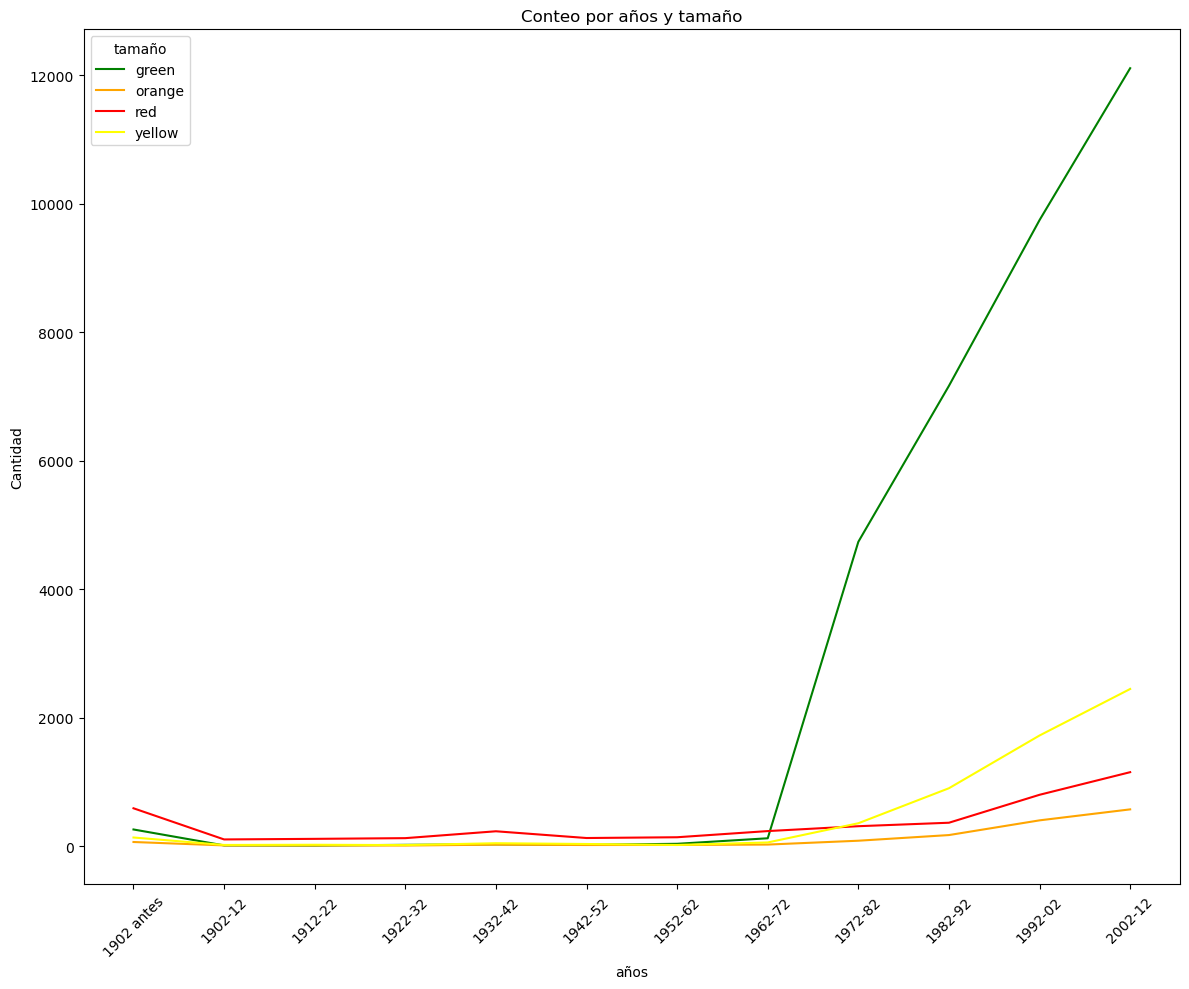 Conteo por años y tamaño
tamaño
green
orange
red
yellow
12000
10000
8000
6000
4000
2000
0
Cantidad
1902 antes
1902-12
1912-22
1922-32
1932-42
1942-52
1952-62
1962-72
1972-82
1982-92
1992-02
2002-12
años